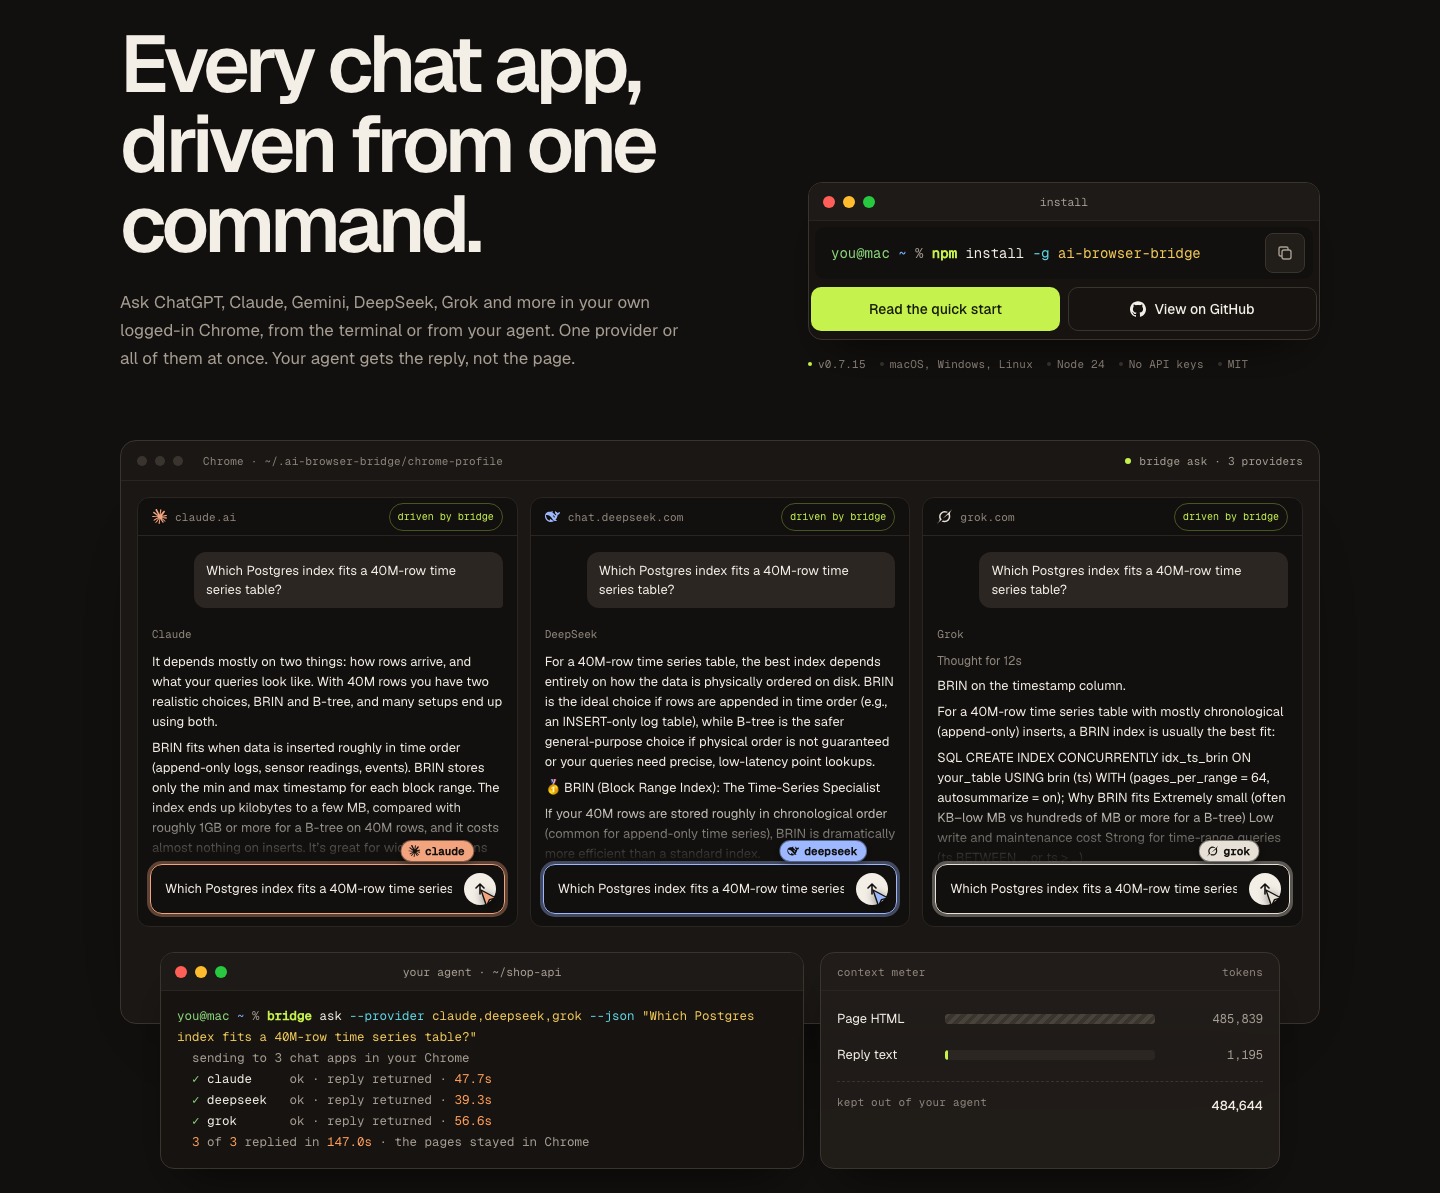 Every chat app,
driven from one
command.
Ask ChatGPT, Claude, Gemini, DeepSeek, Grok and more in your own
logged-in Chrome, from the terminal or from your agent. One provider or
all of them at once. Your agent gets the reply, not the page.
install
you@mac ~ % npm install -g ai-browser-bridge
Read the quick start
View on GitHub
v0.7.15 macOS, Windows, Linux Node 24 No API keys MIT
Chrome · ~/.ai-browser-bridge/chrome-profile
bridge ask · 3 providers
claude.ai
driven by bridge
Which Postgres index fits a 40M-row time
series table?
Claude
It depends mostly on two things: how rows arrive, and
what your queries look like. With 40M rows you have two
realistic choices, BRIN and B-tree, and many setups end up
using both.
BRIN fits when data is inserted roughly in time order
(append-only logs, sensor readings, events). BRIN stores
only the min and max timestamp for each block range. The
index ends up kilobytes to a few MB, compared with
roughly 1GB or more for a B-tree on 40M rows, and it costs
almost nothing on inserts. It's great for
claude
Which Postgres index fits a 40M-row time series
chat.deepseek.com
driven by bridge
Which Postgres index fits a 40M-row time
series table?
DeepSeek
For a 40M-row time series table, the best index depends
entirely on how the data is physically ordered on disk. BRIN
is the ideal choice if rows are appended in time order (e.g.,
an INSERT-only log table), while B-tree is the safer
general-purpose choice if physical order is not guaranteed
or your queries need precise, low-latency point lookups.
🥇 BRIN (Block Range Index): The Time-Series Specialist
If your 40M rows are stored roughly in chronological order
(common for append-only time series), BRIN is dramatically
more efficient than a standard index.
deepseek
Which Postgres index fits a 40M-row time series
grok.com
driven by bridge
Which Postgres index fits a 40M-row time
series table?
Grok
Thought for 12s
BRIN on the timestamp column.
For a 40M-row time series table with mostly chronological
(append-only) inserts, a BRIN index is usually the best fit:
SQL CREATE INDEX CONCURRENTLY idx_ts_brin ON
your_table USING brin (ts) WITH (pages_per_range = 64,
autosummarize = on); Why BRIN fits Extremely small (often
KB–low MB vs hundreds of MB or more for a B-tree) Low
write and maintenance cost Strong for time-range queries
(ts BETWEEN
grok
Which Postgres index fits a 40M-row time series
your agent · ~/shop-api
you@mac ~ % bridge ask --provider claude,deepseek,grok --json "Which Postgres
index fits a 40M-row time series table?"
sending to 3 chat apps in your Chrome
✓ claude ok · reply returned · 47.7s
✓ deepseek ok · reply returned · 39.3s
✓ grok ok · reply returned · 56.6s
3 of 3 replied in 147.0s · the pages stayed in Chrome
context meter tokens
Page HTML 485,839
Reply text 1,195
kept out of your agent 484,644